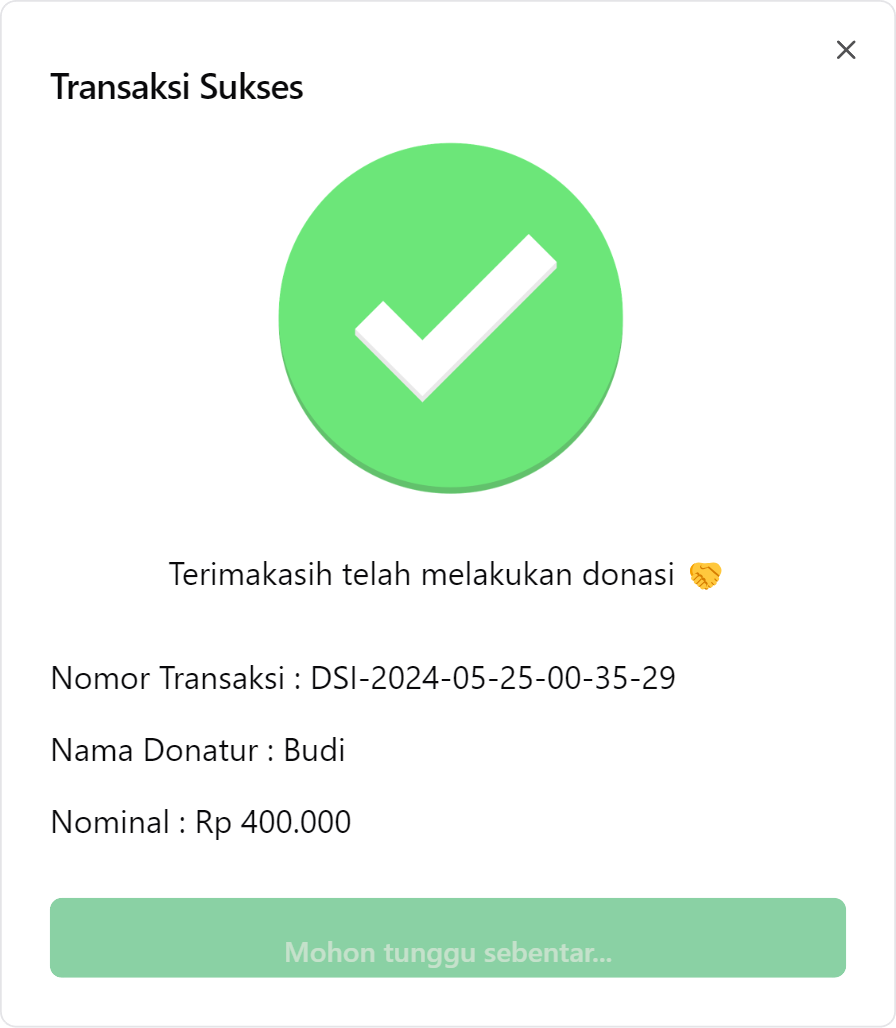 Transaksi Sukses
Terimakasih telah melakukan donasi 🤝
Nomor Transaksi : DSI-2024-05-25-00-35-29
Nama Donatur : Budi
Nominal : Rp 400.000
Mohon tunggu sebentar...